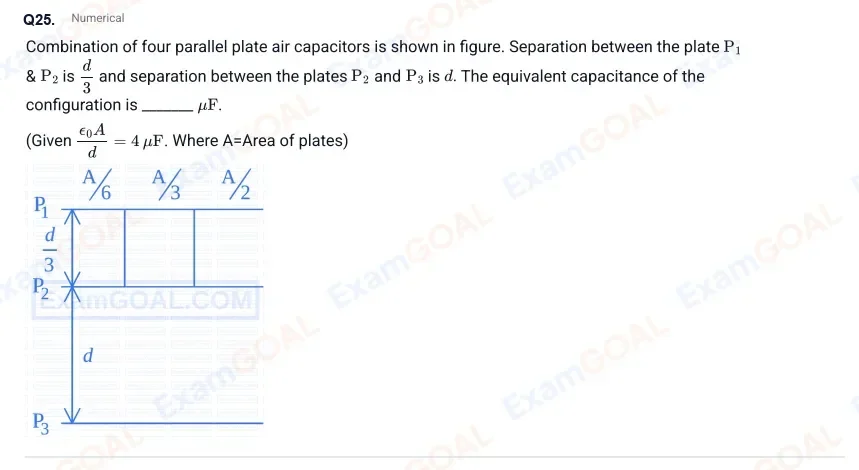 Q25. Numerical
Combination of four parallel plate air capacitors is shown in figure. Separation between the plate P₁
& P₂ is d/3 and separation between the plates P₂ and P₃ is d. The equivalent capacitance of the
configuration is ______ μF.
(Given ϵ₀A/d = 4 μF. Where A=Area of plates)
A/6 A/3 A/2
P₁
d/3
P₂
ExamGOAL.COM
d
P₃
ExamGOAL
ExamGOAL
ExamGOAL
ExamGOAL
ExamGOAL